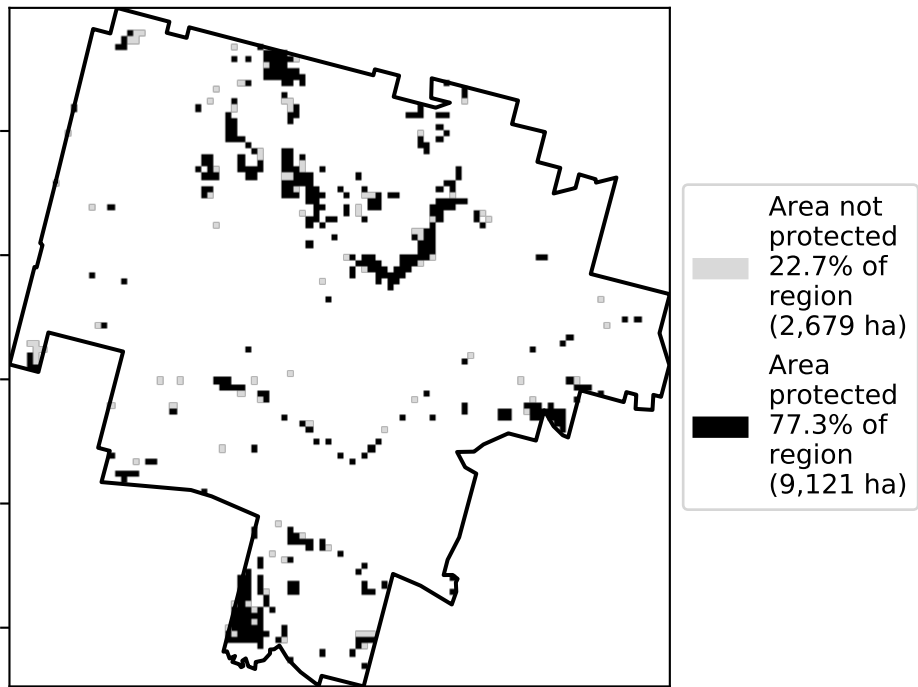 Area not
protected
22.7% of
region
(2,679 ha)
Area
protected
77.3% of
region
(9,121 ha)